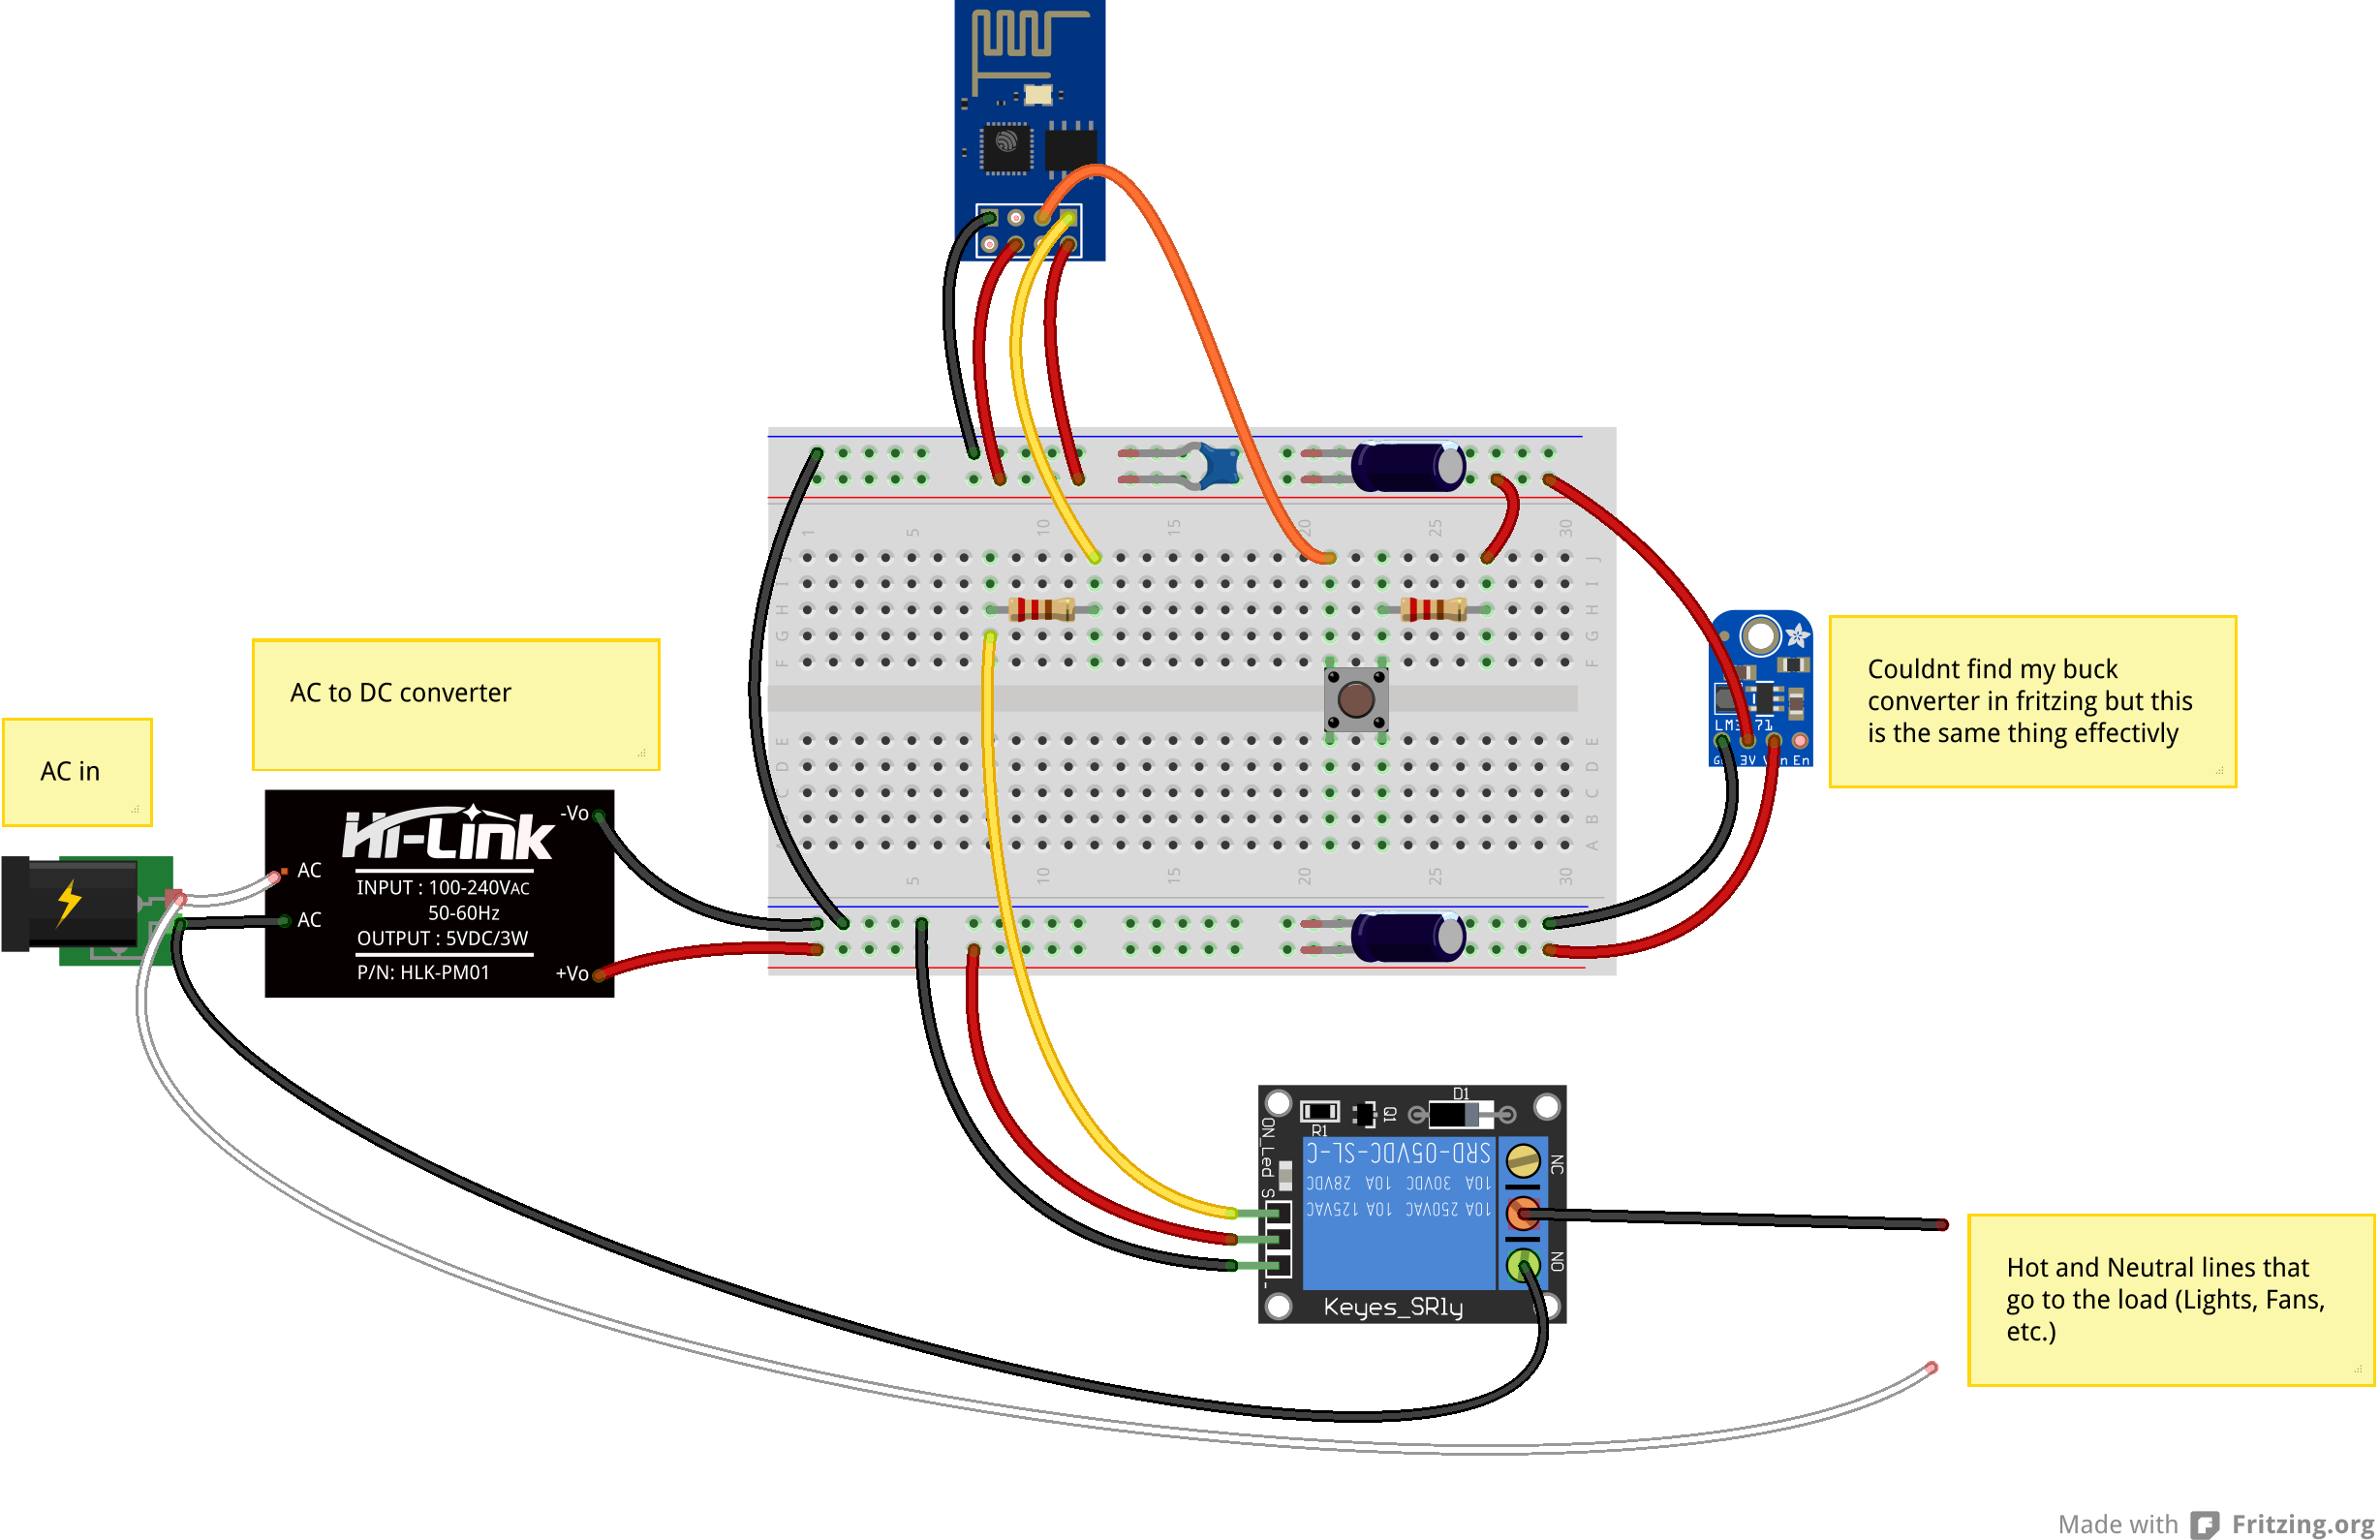 1
5
10
15
20
25
30
J
J
I
I
H
H
G
G
F
F
Couldnt find my buck
converter in fritzing but this
is the same thing effectivly
AC to DC converter
AC in
3V
En
E
E
D
D
C
C
B
B
A
Hi-Link
-Vo
AC
INPUT : 100-240VAC
50-60Hz
AC
OUTPUT : 5VDC/3W
P/N: HLK-PM01
+Vo
5
10
15
20
25
30
D1
Q1
R1
ON_Led
S
SRD-05VDC-SL-C
10A 30VDC 10A 28VDC
10A 250VAC 10A 125VAC
NC
NO
-
Keyes_SRly
Hot and Neutral lines that
go to the load (Lights, Fans,
etc.)
Made with Fritzing.org